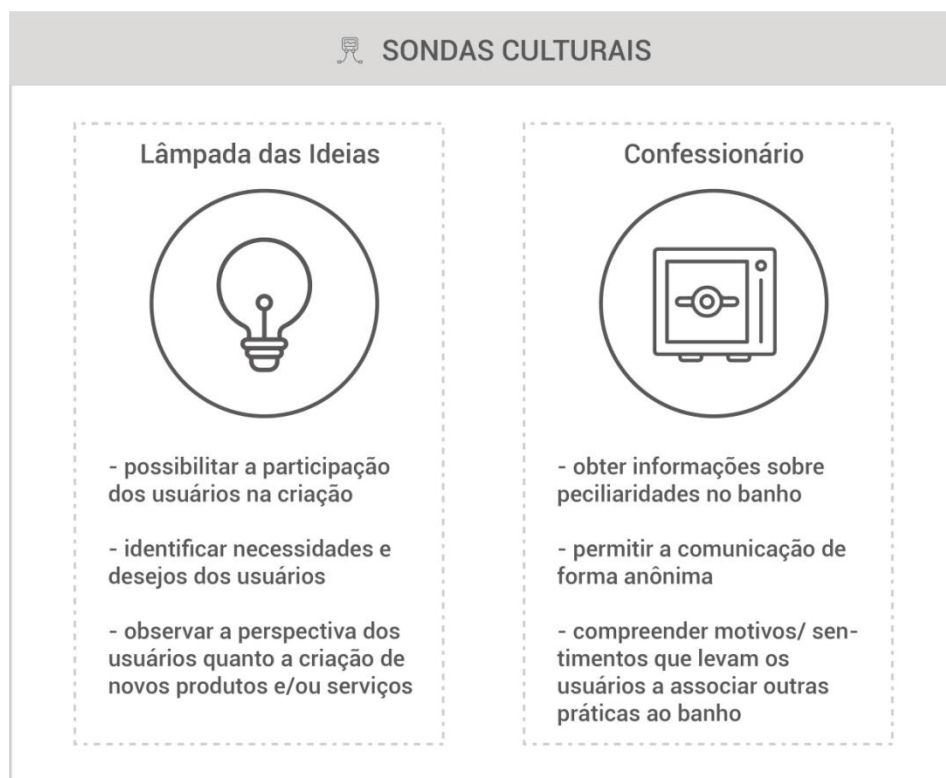 SONDAS CULTURAIS
Lâmpada das Ideias
- possibilitar a participação
dos usuários na criação
- identificar necessidades e
desejos dos usuários
- observar a perspectiva dos
usuários quanto a criação de
novos produtos e/ou serviços
Confessionário
- obter informações sobre
peciliaridades no banho
- permitir a comunicação de
forma anônima
- compreender motivos/ sen-
timentos que levam os
usuários a associar outras
práticas ao banho